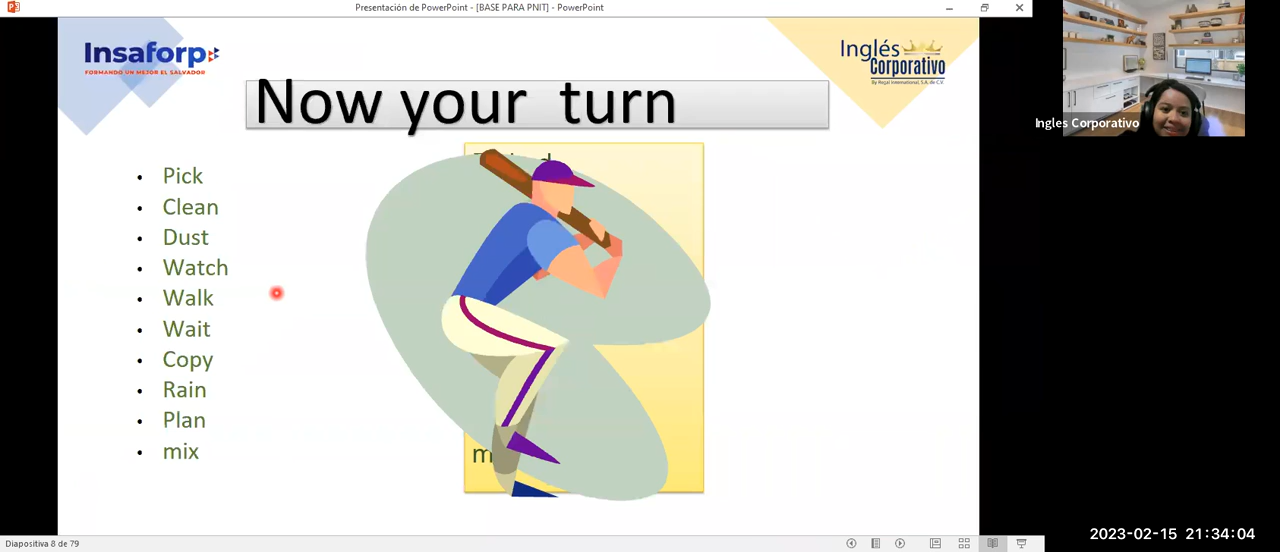 Presentación de PowerPoint - [BASE PARA PNIT] - PowerPoint
Insaforp
FORMANDO UN MEJOR EL SALVADOR
Inglés
Corporativo
By Regal International, S.A. de C.V.
Now your turn
Ingles Corporativo
• Pick
• Clean
• Dust
• Watch
• Walk
• Wait
• Copy
• Rain
• Plan
• mix
Diapositiva 8 de 79
2023-02-15 21:34:04